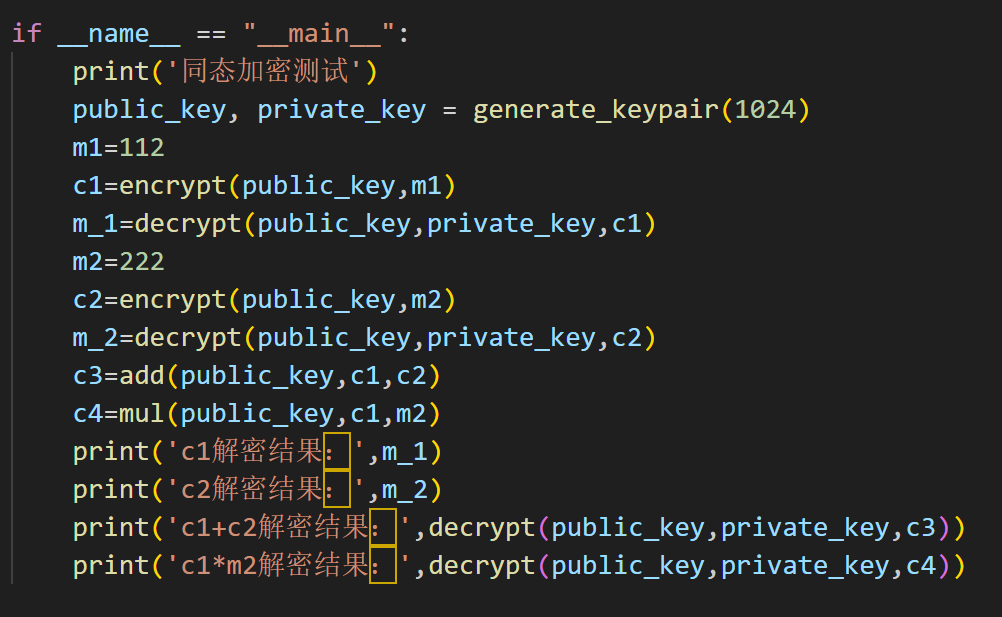 if __name__ == "__main__":
    print('同态加密测试')
    public_key, private_key = generate_keypair(1024)
    m1=112
    c1=encrypt(public_key,m1)
    m_1=decrypt(public_key,private_key,c1)
    m2=222
    c2=encrypt(public_key,m2)
    m_2=decrypt(public_key,private_key,c2)
    c3=add(public_key,c1,c2)
    c4=mul(public_key,c1,m2)
    print('c1解密结果：',m_1)
    print('c2解密结果：',m_2)
    print('c1+c2解密结果：',decrypt(public_key,private_key,c3))
    print('c1*m2解密结果：',decrypt(public_key,private_key,c4))